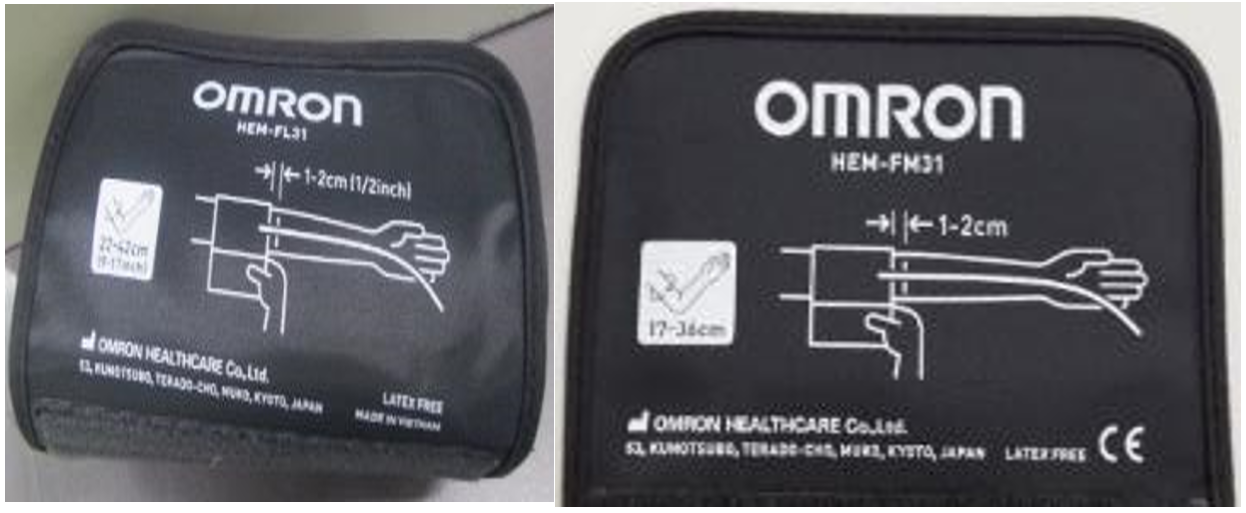 OMRON
HEM-FL31
1-2cm (1/2inch)
22-42cm
(9-17inch)
OMRON HEALTHCARE Co.,Ltd.
53, KUNOTSUBO, TERADO-CHO, MUKO, KYOTO, JAPAN
LATEX FREE
MADE IN VIETNAM
OMRON
HEM-FM31
1-2cm
17-36cm
OMRON HEALTHCARE Co.,Ltd.
53, KUNOTSUBO, TERADO-CHO, MUKO, KYOTO, JAPAN LATEX FREE CE